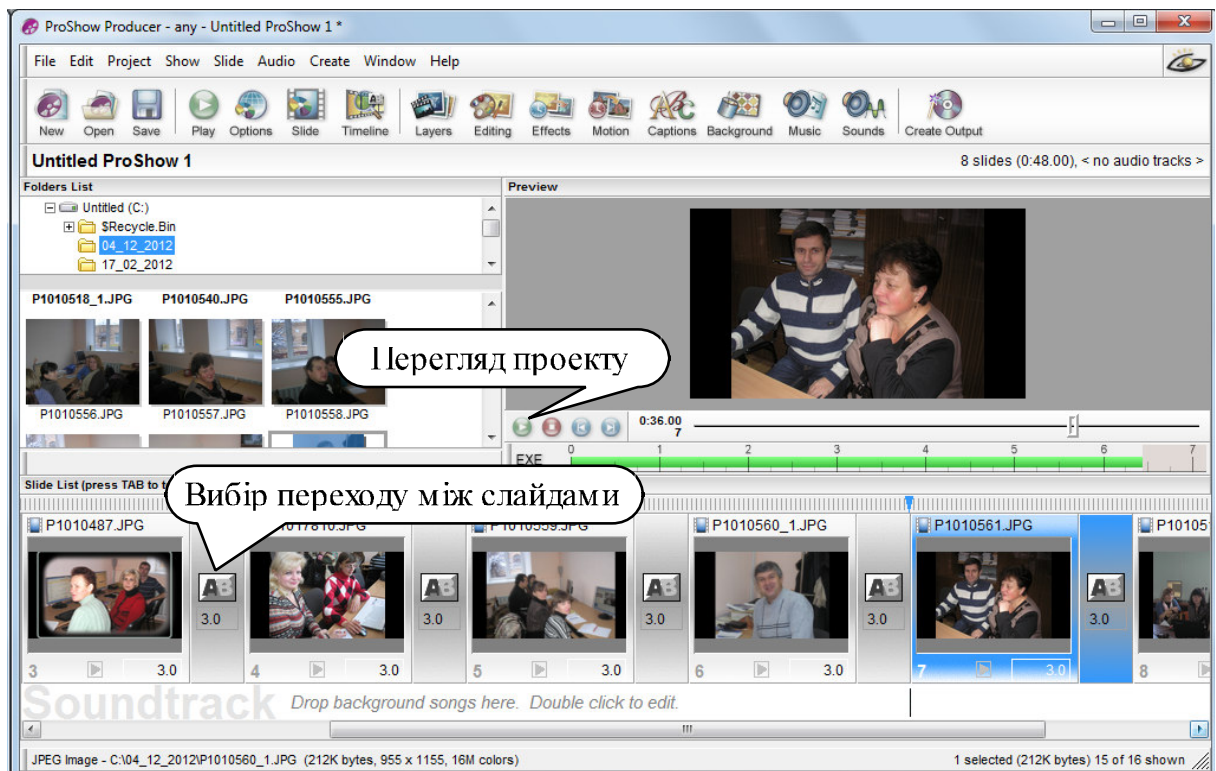 ProShow Producer - any - Untitled ProShow 1 *
File Edit Project Show Slide Audio Create Window Help
New Open Save Play Options Slide Timeline Layers Editing Effects Motion Captions Background Music Sounds Create Output
Untitled ProShow 1
8 slides (0:48.00), < no audio tracks >
Folders List
Untitled (C:)
$Recycle.Bin
04_12_2012
17_02_2012
P1010518_1.JPG P1010540.JPG P1010555.JPG
P1010556.JPG P1010557.JPG P1010558.JPG
Preview
Перегляд проекту
0:36.00
7
EXE 0 1 2 3 4 5 6 7
Slide List (press TAB to
Вибір переходу між слайдами
P1010487.JPG P1010560_1.JPG P1010561.JPG P10105
AB AB AB AB AB
3.0 3.0 3.0 3.0 3.0
3 3.0 4 3.0 5 3.0 6 3.0 7 3.0 8
Soundtrack Drop background songs here. Double click to edit.
JPEG Image - C:\04_12_2012\P1010560_1.JPG (212K bytes, 955 x 1155, 16M colors)
1 selected (212K bytes) 15 of 16 shown